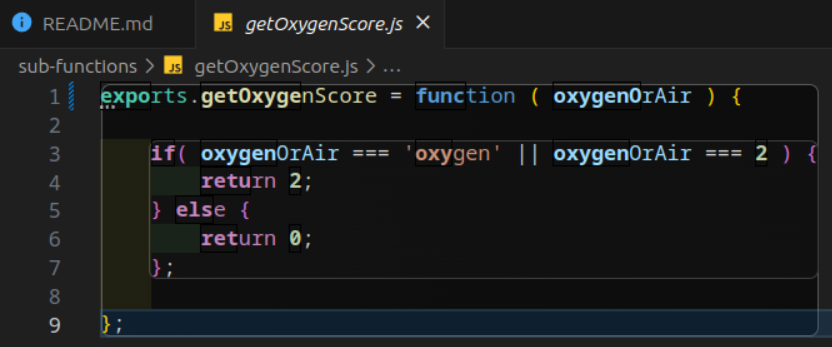 README.md
JS getOxygenScore.js ×
sub-functions > JS getOxygenScore.js > ...
1 exports.getOxygenScore = function ( oxygenOrAir ) {
2
3 if( oxygenOrAir === 'oxygen' || oxygenOrAir === 2 ) {
4 return 2;
5 } else {
6 return 0;
7 };
8
9 };